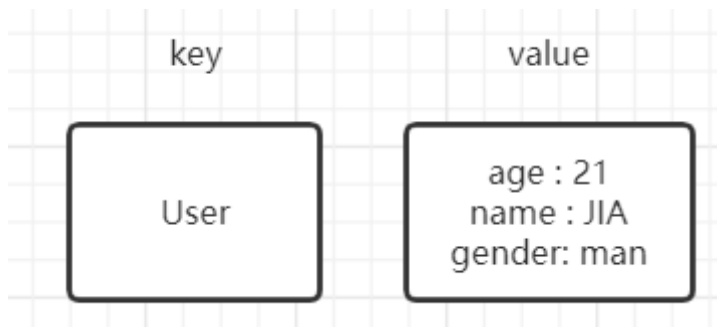 key
value
User
age : 21
name : JIA
gender: man